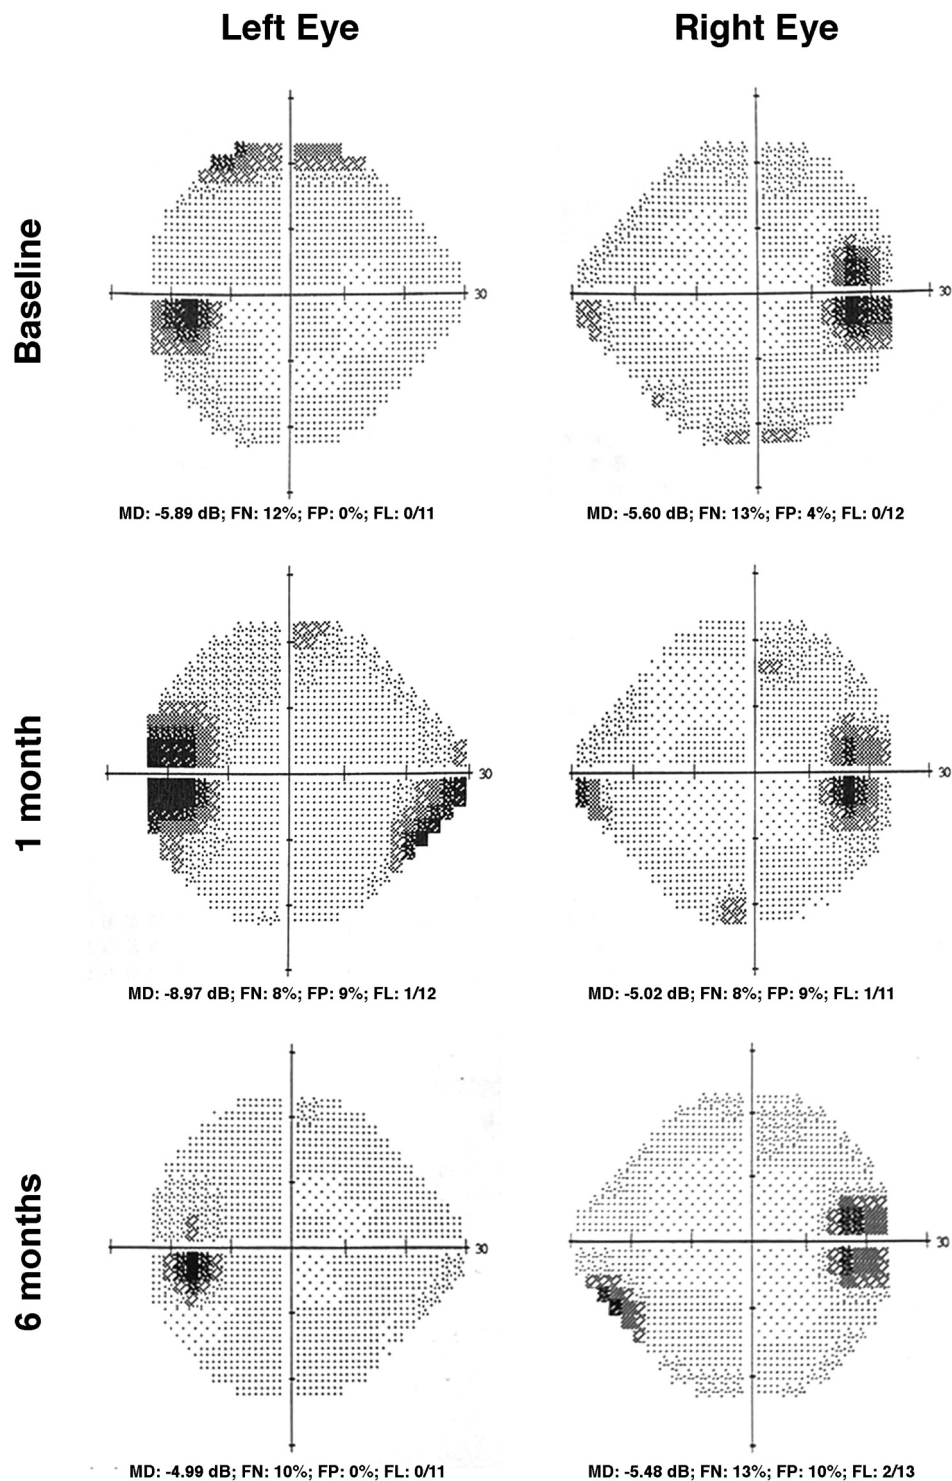 Left Eye Right Eye
Baseline
30
30
MD: -5.89 dB; FN: 12%; FP: 0%; FL: 0/11
MD: -5.60 dB; FN: 13%; FP: 4%; FL: 0/12
1 month
30
30
MD: -8.97 dB; FN: 8%; FP: 9%; FL: 1/12
MD: -5.02 dB; FN: 8%; FP: 9%; FL: 1/11
6 months
30
30
MD: -4.99 dB; FN: 10%; FP: 0%; FL: 0/11
MD: -5.48 dB; FN: 13%; FP: 10%; FL: 2/13